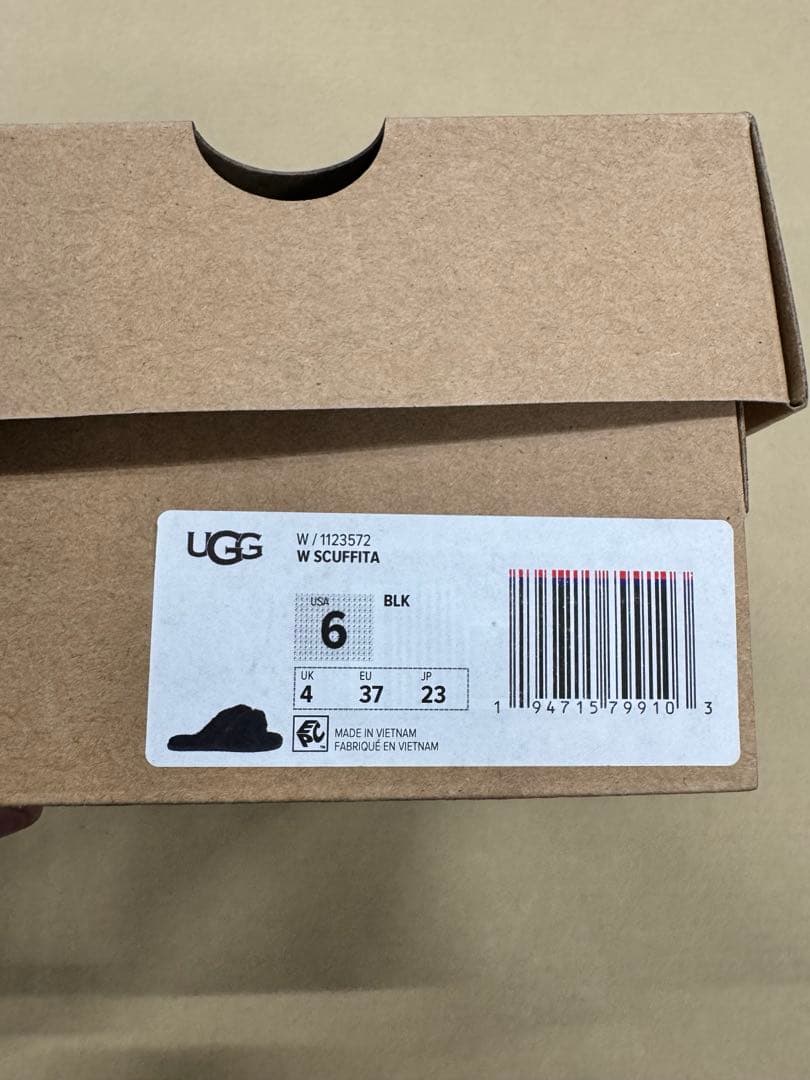 UGG
W / 1123572
W SCUFFITA
USA
6
BLK
UK EU JP
4 37 23
EPC™
MADE IN VIETNAM
FABRIQUÉ EN VIETNAM
1 94715 79910 3